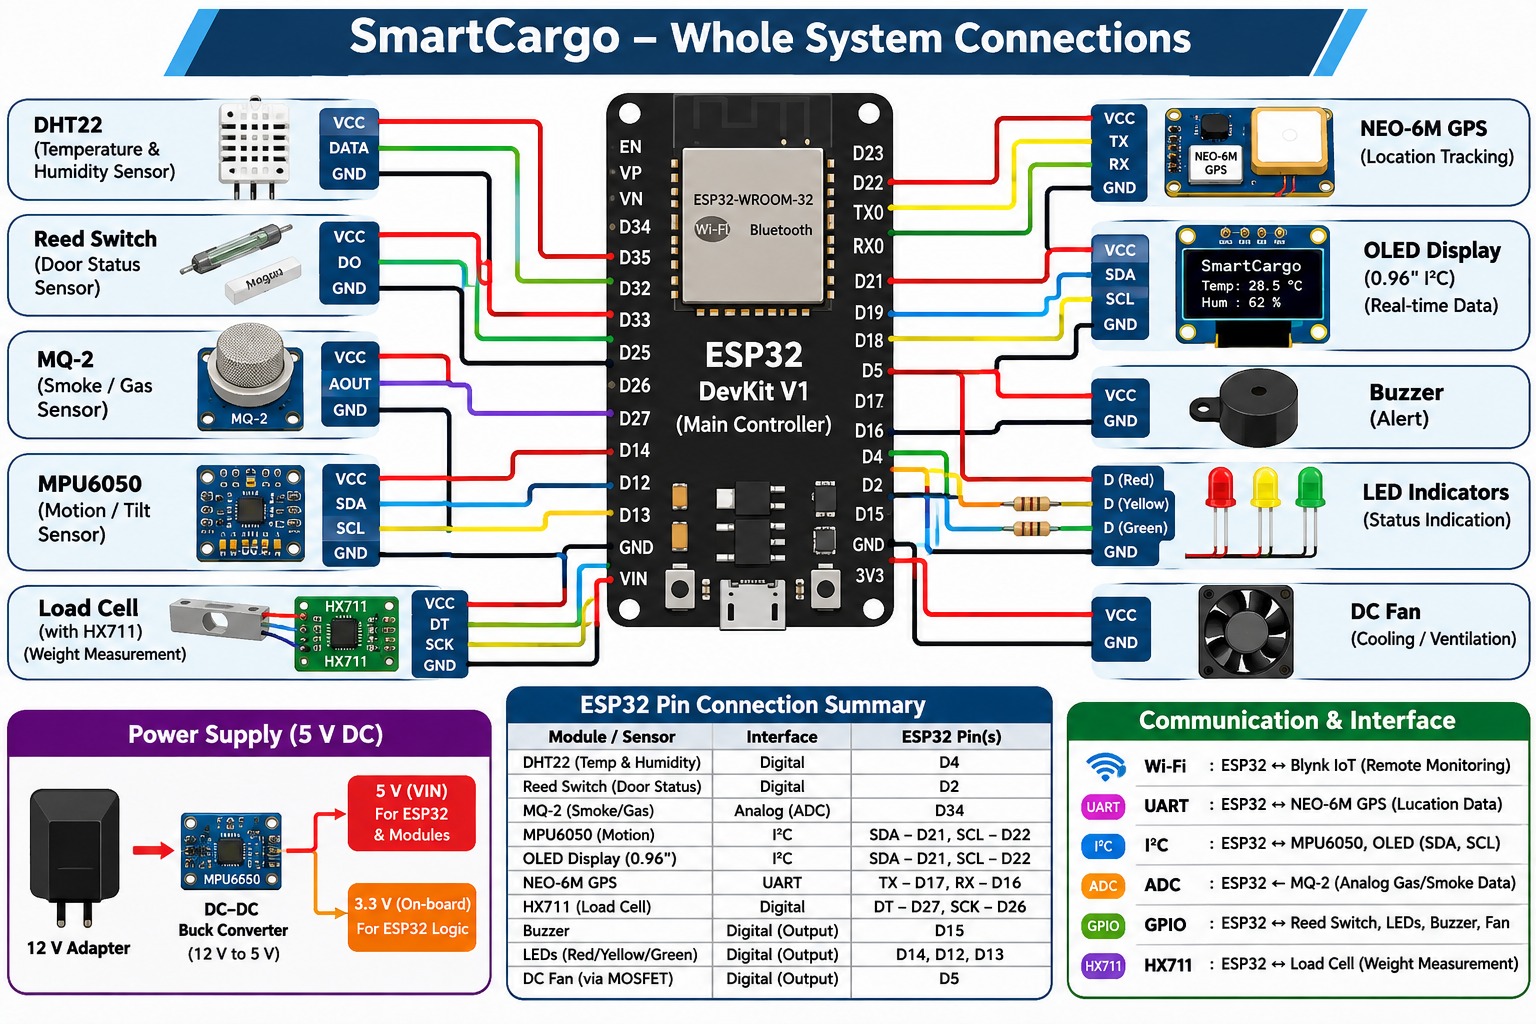 SmartCargo – Whole System Connections
DHT22
(Temperature &
Humidity Sensor)
VCC
DATA
GND
Reed Switch
(Door Status
Sensor)
Magnet
VCC
DO
GND
MQ-2
(Smoke / Gas
Sensor)
MQ-2
VCC
AOUT
GND
MPU6050
(Motion / Tilt
Sensor)
VCC
SDA
SCL
GND
Load Cell
(with HX711)
(Weight Measurement)
HX711
HX711
VCC
DT
SCK
GND
EN
VP
VN
D34
D35
D32
D33
D25
D26
D27
D14
D12
D13
GND
VIN
ESP32-WROOM-32
Wi-Fi Bluetooth
ESP32
DevKit V1
(Main Controller)
D23
D22
TX0
RX0
D21
D19
D18
D5
D17
D16
D4
D2
D15
GND
3V3
VCC
TX
RX
GND
NEO-6M
GPS
NEO-6M GPS
(Location Tracking)
VCC
SDA
SCL
GND
SmartCargo
Temp: 28.5 °C
Hum : 62 %
OLED Display
(0.96" I²C)
(Real-time Data)
VCC
GND
Buzzer
(Alert)
D (Red)
D (Yellow)
D (Green)
GND
LED Indicators
(Status Indication)
VCC
GND
DC Fan
(Cooling / Ventilation)
Power Supply (5 V DC)
12 V Adapter
MPU6650
DC–DC
Buck Converter
(12 V to 5 V)
5 V (VIN)
For ESP32
& Modules
3.3 V (On-board)
For ESP32 Logic
ESP32 Pin Connection Summary
Module / Sensor Interface ESP32 Pin(s)
DHT22 (Temp & Humidity) Digital D4
Reed Switch (Door Status) Digital D2
MQ-2 (Smoke/Gas) Analog (ADC) D34
MPU6050 (Motion) I²C SDA – D21, SCL – D22
OLED Display (0.96") I²C SDA – D21, SCL – D22
NEO-6M GPS UART TX – D17, RX – D16
HX711 (Load Cell) Digital DT – D27, SCK – D26
Buzzer Digital (Output) D15
LEDs (Red/Yellow/Green) Digital (Output) D14, D12, D13
DC Fan (via MOSFET) Digital (Output) D5
Communication & Interface
Wi-Fi : ESP32 ↔ Blynk IoT (Remote Monitoring)
UART UART : ESP32 ↔ NEO-6M GPS (Lucation Data)
I²C I²C : ESP32 ↔ MPU6050, OLED (SDA, SCL)
ADC ADC : ESP32 ← MQ-2 (Analog Gas/Smoke Data)
GPIO GPIO : ESP32 ↔ Reed Switch, LEDs, Buzzer, Fan
HX711 HX711 : ESP32 ↔ Load Cell (Weight Measurement)